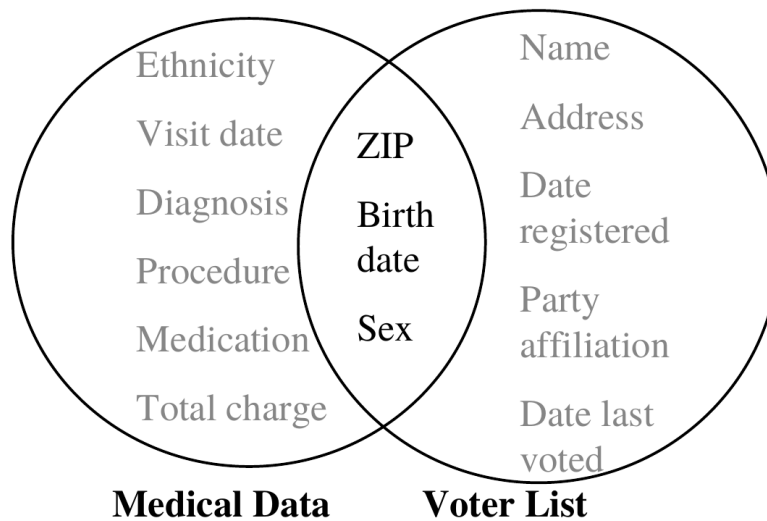 Ethnicity
Visit date
Diagnosis
Procedure
Medication
Total charge
ZIP
Birth
date
Sex
Name
Address
Date
registered
Party
affiliation
Date last
voted
Medical Data
Voter List